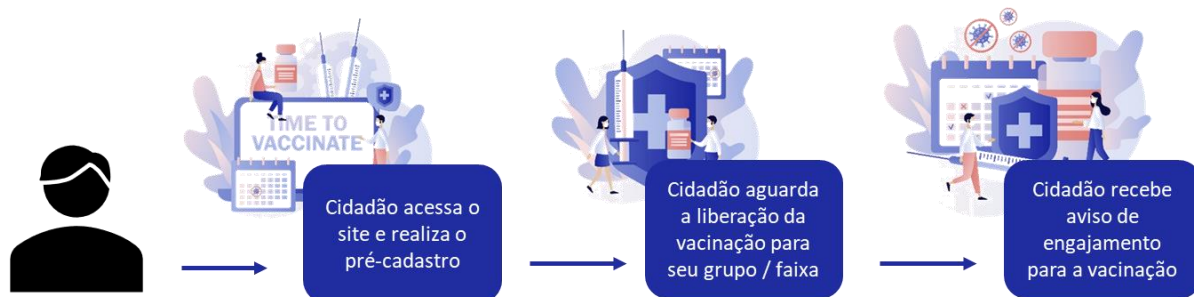 TIME TO
VACCINATE
Cidadão acessa o
site e realiza o
pré-cadastro
Cidadão aguarda
a liberação da
vacinação para
seu grupo / faixa
Cidadão recebe
aviso de
engajamento
para a vacinação